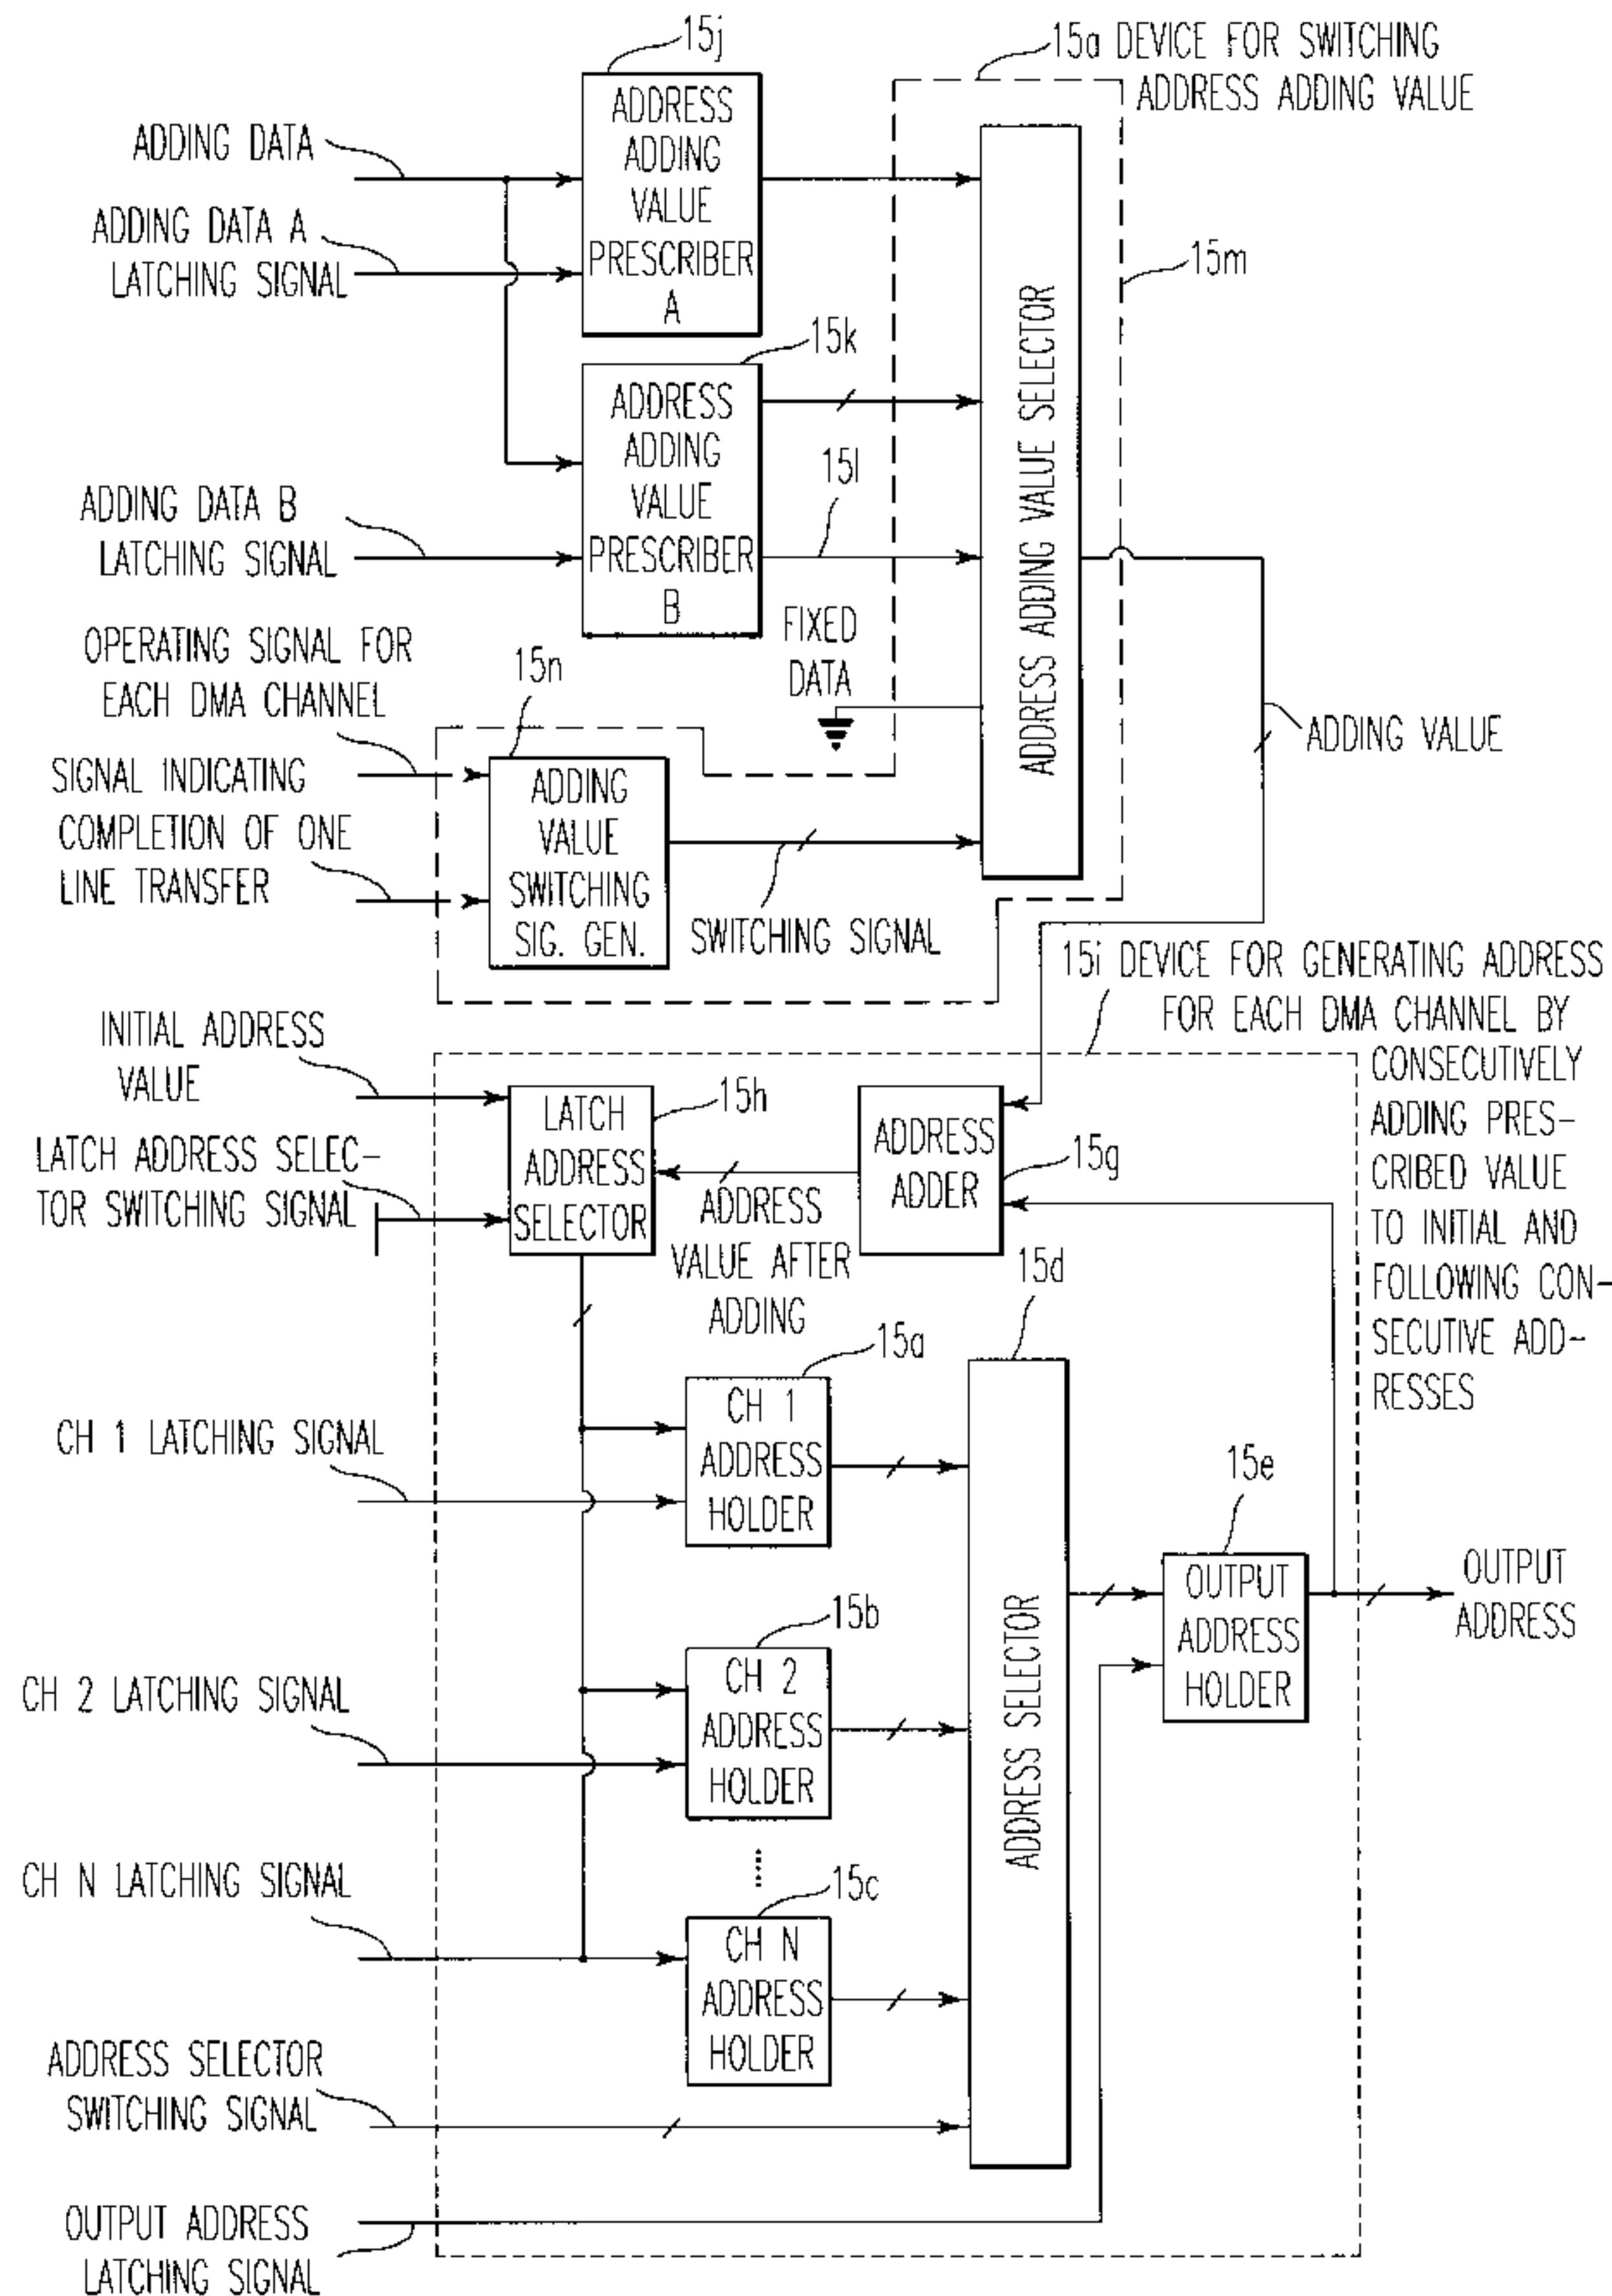 15j
ADDRESS
ADDING
VALUE
PRESCRIBER
A
15a DEVICE FOR SWITCHING
ADDRESS ADDING VALUE
ADDING DATA
ADDING DATA A
LATCHING SIGNAL
15m
15k
ADDRESS
ADDING
VALUE
PRESCRIBER
B
15l
ADDRESS ADDING VALUE SELECTOR
ADDING DATA B
LATCHING SIGNAL
FIXED
DATA
OPERATING SIGNAL FOR
EACH DMA CHANNEL
15n
ADDING VALUE
SIGNAL INDICATING
COMPLETION OF ONE
LINE TRANSFER
ADDING
VALUE
SWITCHING
SIG. GEN.
SWITCHING SIGNAL
15i DEVICE FOR GENERATING ADDRESS
FOR EACH DMA CHANNEL BY
CONSECUTIVELY
ADDING PRES-
CRIBED VALUE
TO INITIAL AND
FOLLOWING CON-
SECUTIVE ADD-
RESSES
INITIAL ADDRESS
VALUE
LATCH
ADDRESS
SELECTOR
15h
ADDRESS
ADDER
15g
LATCH ADDRESS SELEC-
TOR SWITCHING SIGNAL
ADDRESS
VALUE AFTER
ADDING
15d
15a
CH 1
ADDRESS
HOLDER
CH 1 LATCHING SIGNAL
15e
OUTPUT
ADDRESS
HOLDER
OUTPUT
ADDRESS
ADDRESS SELECTOR
15b
CH 2
ADDRESS
HOLDER
CH 2 LATCHING SIGNAL
15c
CH N
ADDRESS
HOLDER
CH N LATCHING SIGNAL
ADDRESS SELECTOR
SWITCHING SIGNAL
OUTPUT ADDRESS
LATCHING SIGNAL